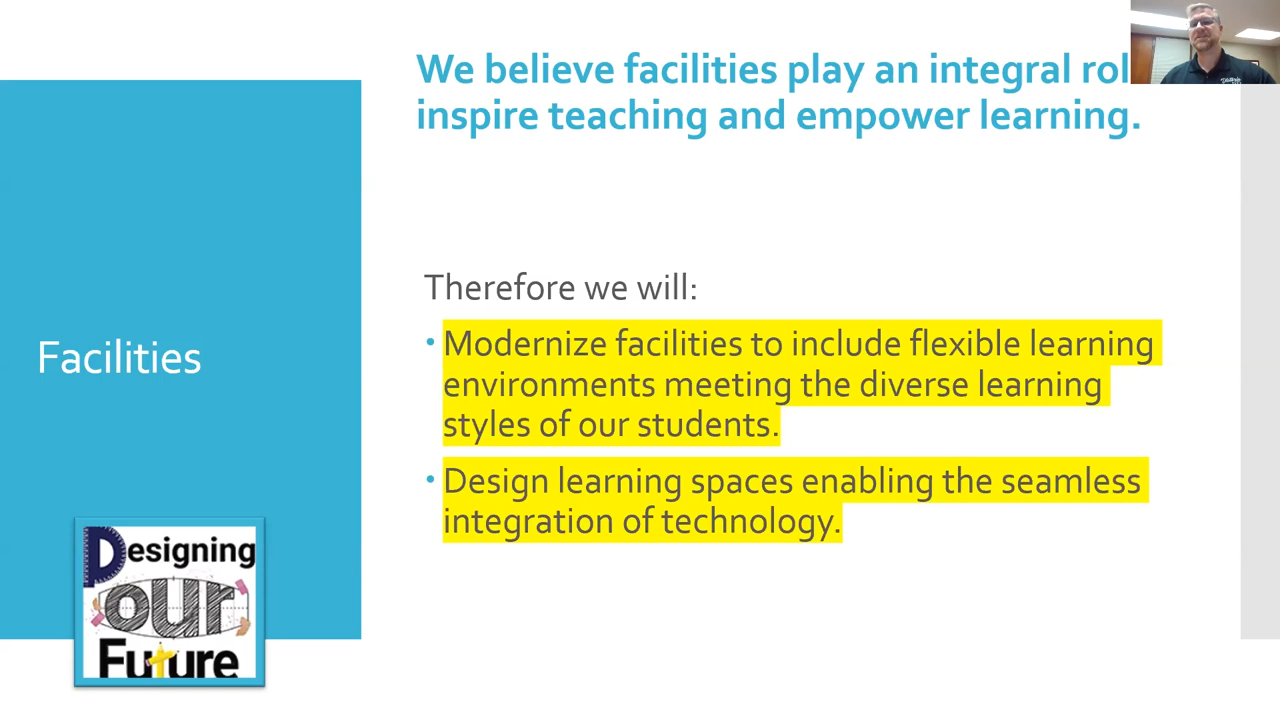 We believe facilities play an integral
inspire teaching and empower learning.
Therefore we will:
• Modernize facilities to include flexible learning
environments meeting the diverse learning
styles of our students.
• Design learning spaces enabling the seamless
integration of technology.
Facilities
Designing
our
Future